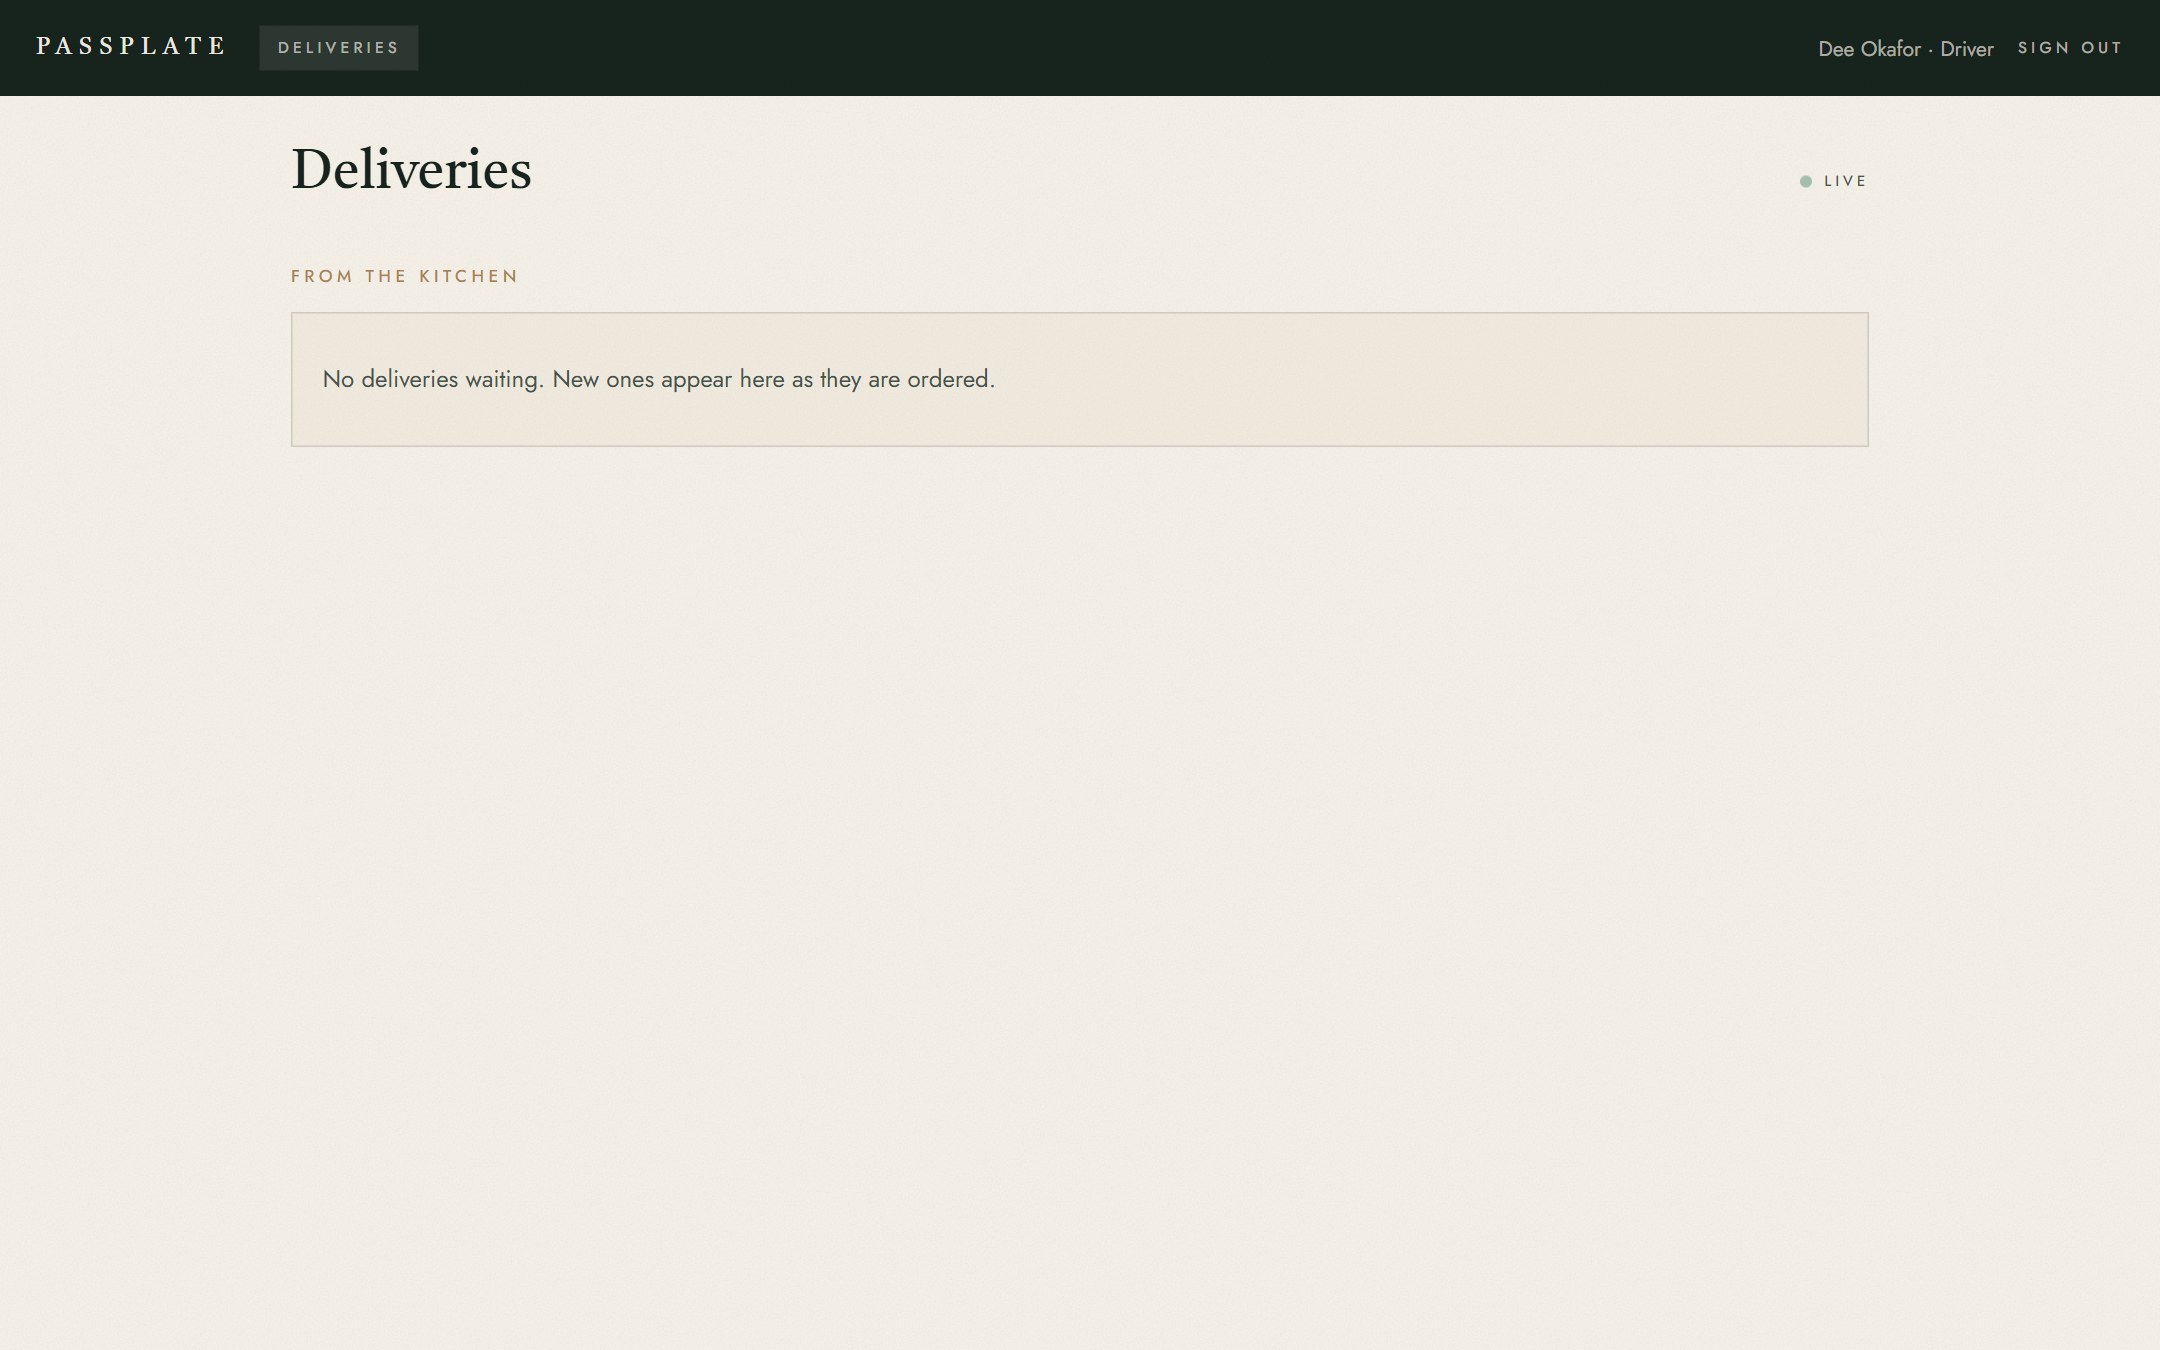 PASSPLATE DELIVERIES Dee Okafor · Driver SIGN OUT
Deliveries
LIVE
FROM THE KITCHEN
No deliveries waiting. New ones appear here as they are ordered.